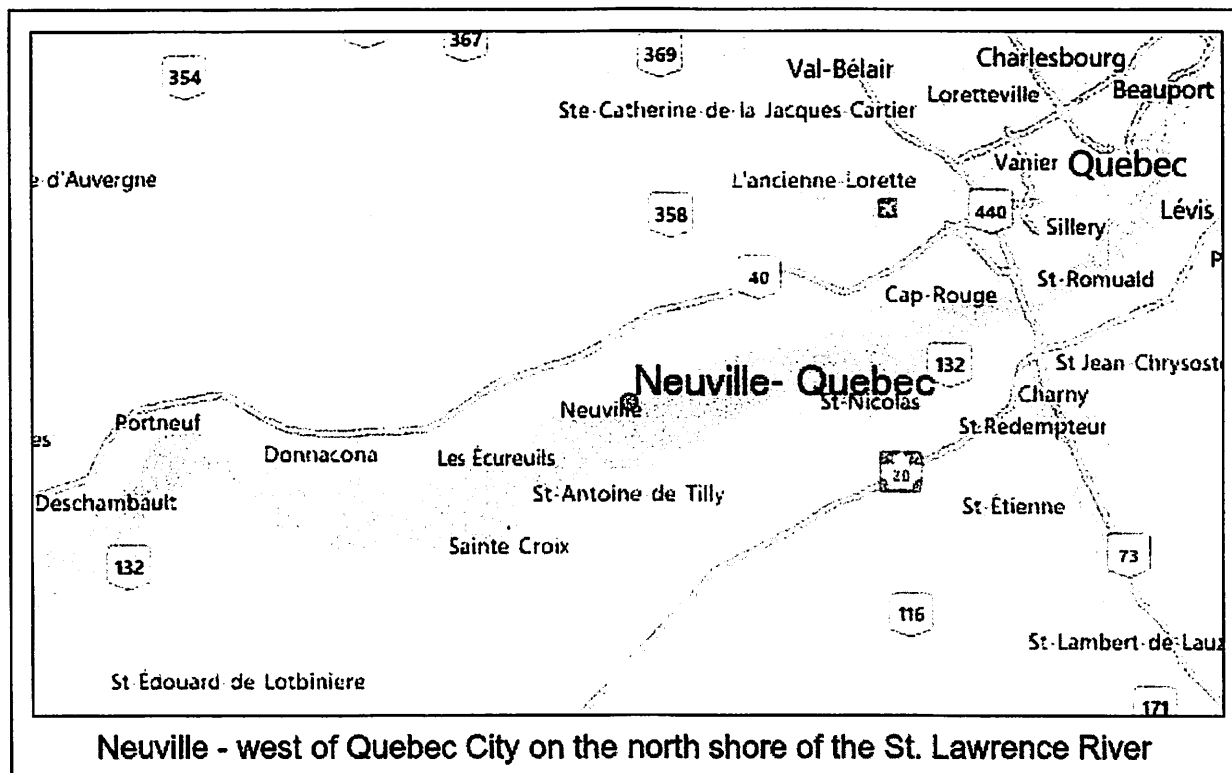 367
369
354
Val-Bélair
Charlesbourg
Loretteville
Beauport
Ste-Catherine-de-la Jacques-Cartier
Vanier
Quebec
e-d'Auvergne
L'ancienne-Lorette
358
440
Lévis
Sillery
40
St-Romuald
P
Cap-Rouge
132
St Jean Chrysost
Neuville- Quebec
Neuville
St-Nicolas
Charny
Portneuf
St-Redempteur
es
Donnacona
Les Écureuils
20
St-Antoine de Tilly
Deschambault
St-Étienne
Sainte Croix
132
73
116
St-Lambert-de-Lauz
St-Édouard de Lotbiniere
171
Neuville - west of Quebec City on the north shore of the St. Lawrence River